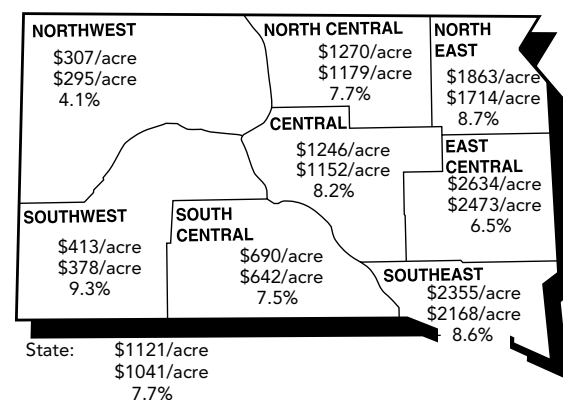 NORTHWEST
$307/acre
$295/acre
4.1%
NORTH CENTRAL
$1270/acre
$1179/acre
7.7%
NORTH
EAST
$1863/acre
$1714/acre
8.7%
CENTRAL
$1246/acre
$1152/acre
8.2%
EAST
CENTRAL
$2634/acre
$2473/acre
6.5%
SOUTHWEST
$413/acre
$378/acre
9.3%
SOUTH
CENTRAL
$690/acre
$642/acre
7.5%
SOUTHEAST
$2355/acre
$2168/acre
8.6%
State: $1121/acre
$1041/acre
7.7%